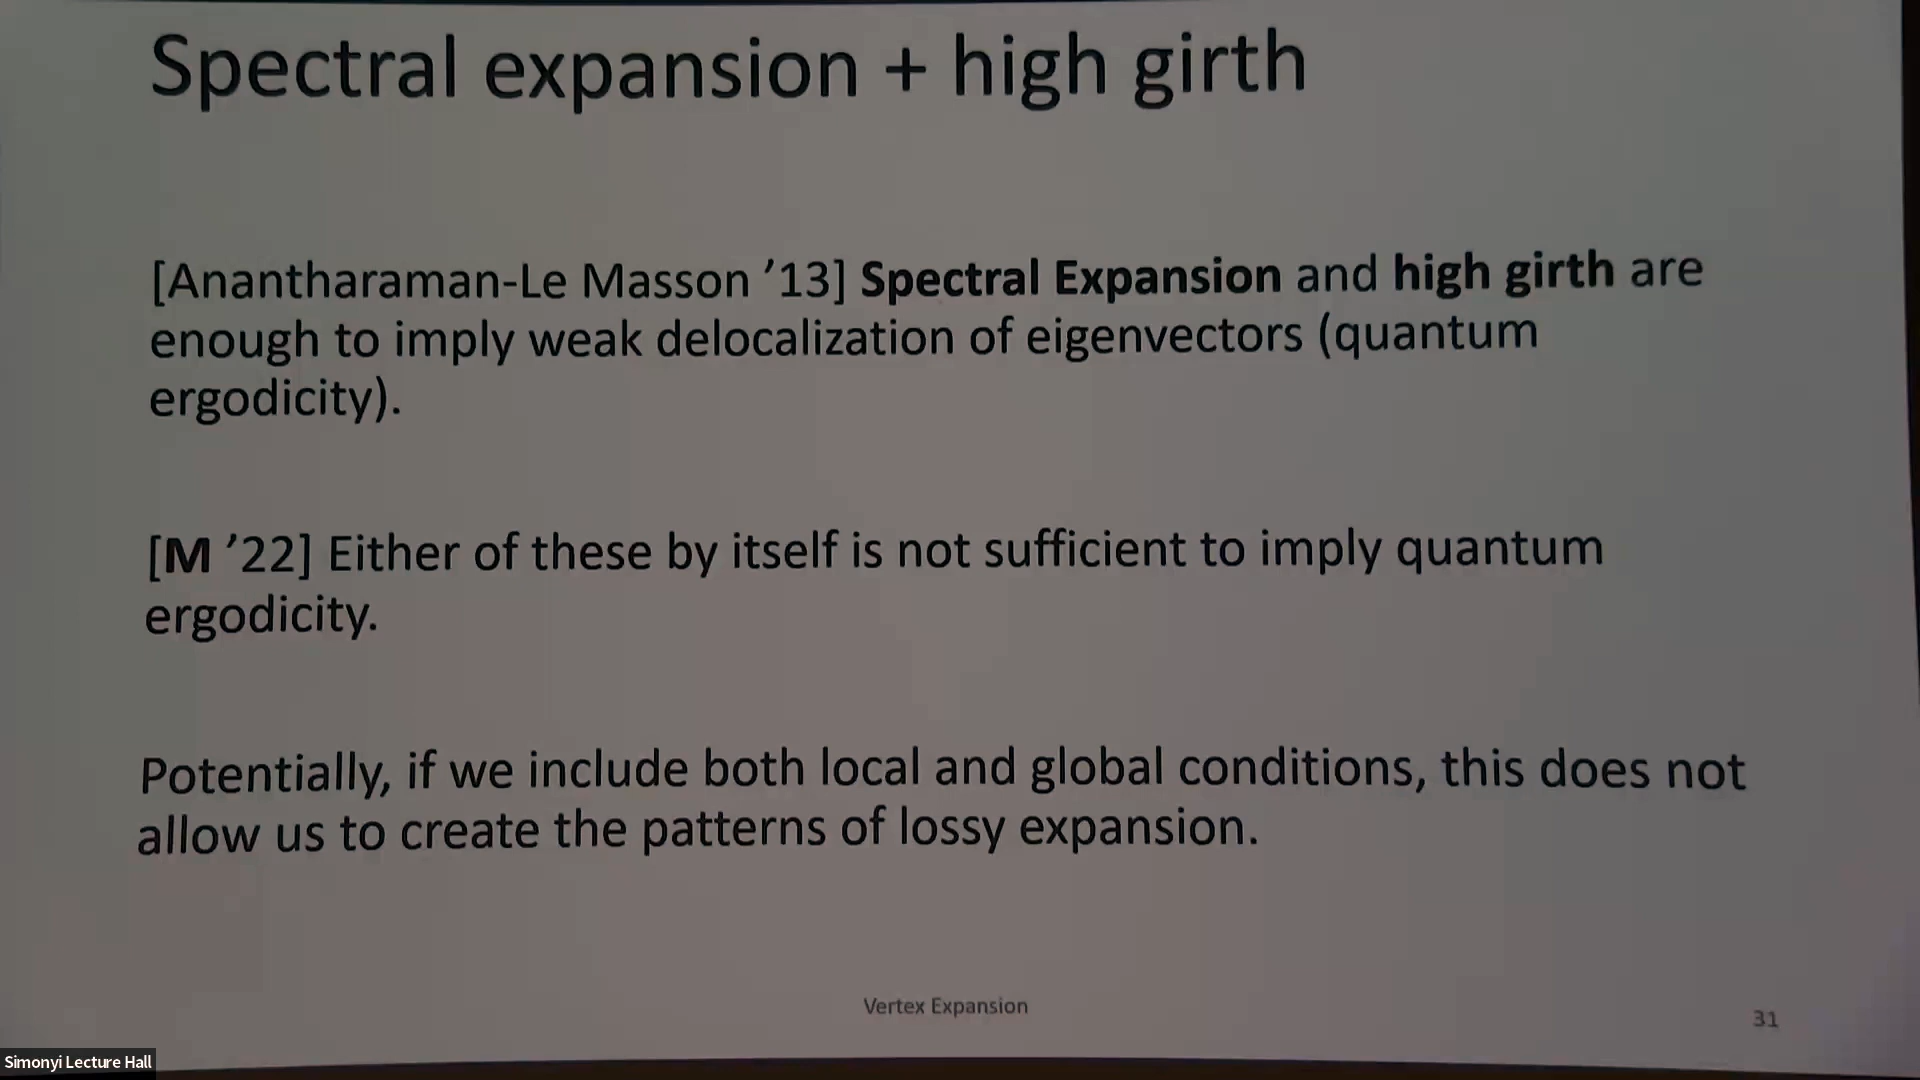 Spectral expansion + high girth
[Anantharaman-Le Masson ’13] Spectral Expansion and high girth are
enough to imply weak delocalization of eigenvectors (quantum
ergodicity).
[M ’22] Either of these by itself is not sufficient to imply quantum
ergodicity.
Potentially, if we include both local and global conditions, this does not
allow us to create the patterns of lossy expansion.
Vertex Expansion
31
Simonyi Lecture Hall